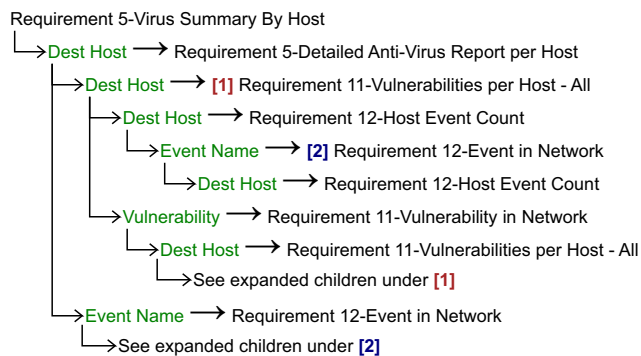 Requirement 5-Virus Summary By Host
Dest Host Requirement 5-Detailed Anti-Virus Report per Host
Dest Host [1] Requirement 11-Vulnerabilities per Host - All
Dest Host Requirement 12-Host Event Count
Event Name [2] Requirement 12-Event in Network
Dest Host Requirement 12-Host Event Count
Vulnerability Requirement 11-Vulnerability in Network
Dest Host Requirement 11-Vulnerabilities per Host - All
See expanded children under [1]
Event Name Requirement 12-Event in Network
See expanded children under [2]